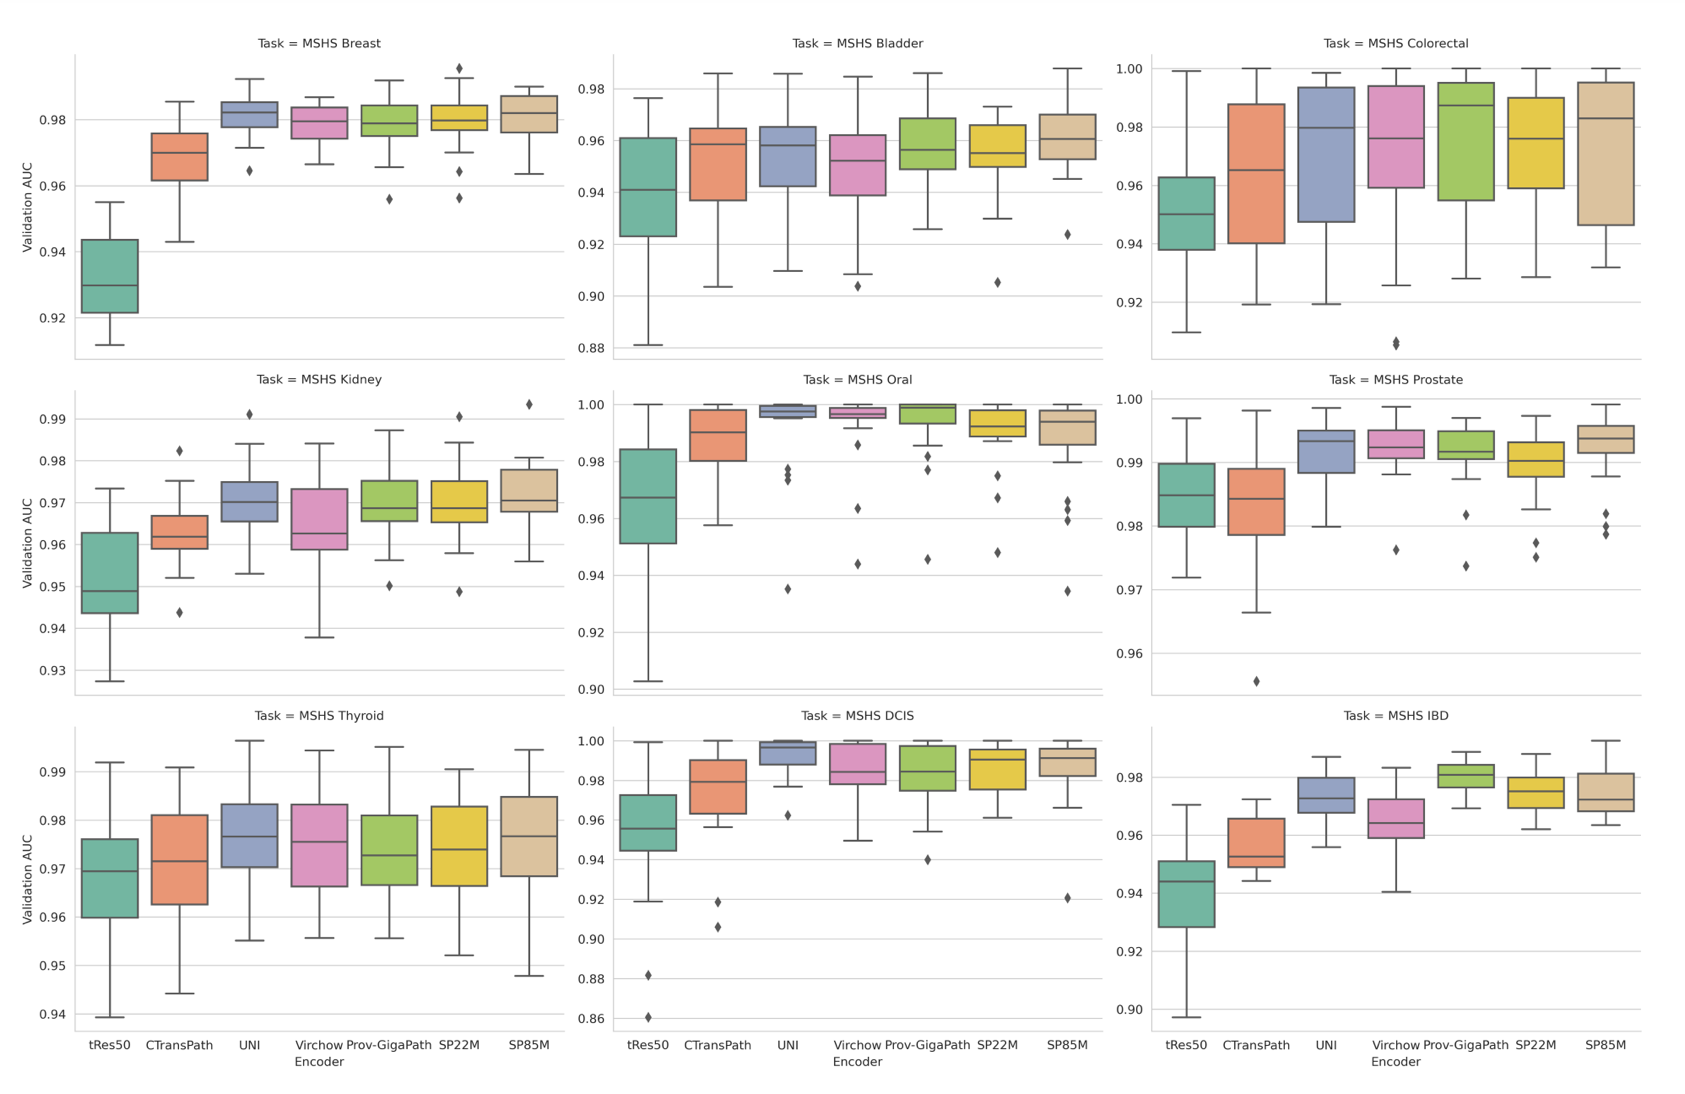 Task = MSHS Breast
Task = MSHS Bladder
Task = MSHS Colorectal
Validation AUC
0.98
0.96
0.94
0.92
0.98
0.96
0.94
0.92
0.90
0.88
1.00
0.98
0.96
0.94
0.92
Task = MSHS Kidney
Task = MSHS Oral
Task = MSHS Prostate
Validation AUC
0.99
0.98
0.97
0.96
0.95
0.94
0.93
1.00
0.98
0.96
0.94
0.92
0.90
1.00
0.99
0.98
0.97
0.96
Task = MSHS Thyroid
Task = MSHS DCIS
Task = MSHS IBD
Validation AUC
0.99
0.98
0.97
0.96
0.95
0.94
1.00
0.98
0.96
0.94
0.92
0.90
0.88
0.86
0.98
0.96
0.94
0.92
0.90
tRes50 CTransPath UNI Virchow Prov-GigaPath SP22M SP85M
Encoder
tRes50 CTransPath UNI Virchow Prov-GigaPath SP22M SP85M
Encoder
tRes50 CTransPath UNI Virchow Prov-GigaPath SP22M SP85M
Encoder